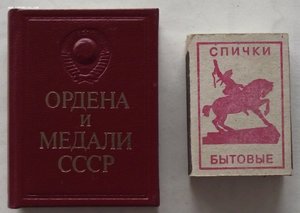 ОРДЕНА
И
МЕДАЛИ
СССР
СПИЧКИ
БЫТОВЫЕ